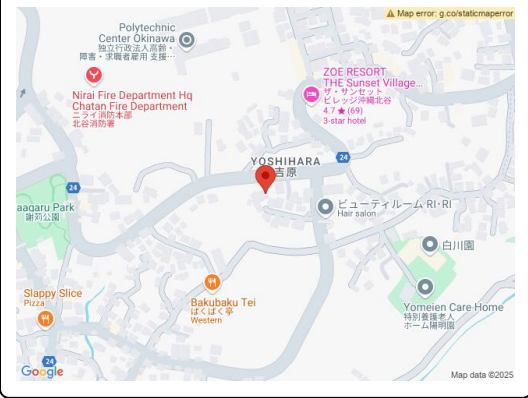 Map error: g.co/staticmaperror
Polytechnic
Center Okinawa
独立行政法人高齢・
障害・求職者雇用 支援…
Nirai Fire Department Hq
Chatan Fire Department
ニライ消防本部
北谷消防署
ZOE RESORT
THE Sunset Village...
ザ・サンセット
ビレッジ沖縄北谷
4.7 ★ (69)
3-star hotel
24
YOSHIHARA
吉原
24
aagaru Park
謝苅公園
ビューティルーム RI・RI
Hair salon
白川園
Slappy Slice
Pizza
Bakubaku Tei
ばくばく亭
Western
Yomeien Care Home
特別養護老人
ホーム陽明園
24
Google
Map data ©2025